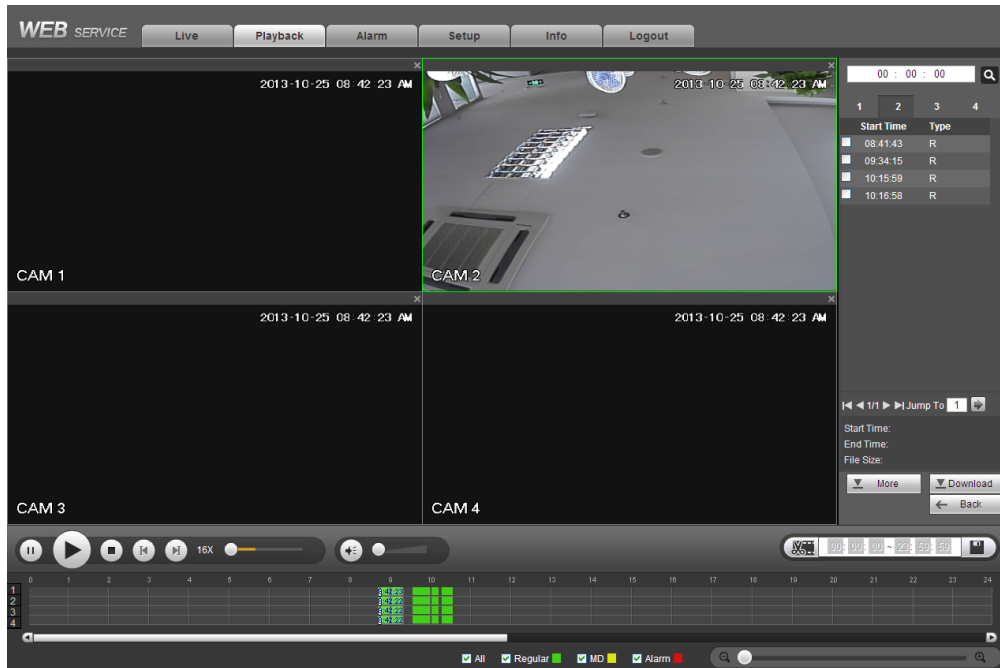 WEB SERVICE
Live Playback Alarm Setup Info Logout
2013-10-25 08:42:23 AM
CAM 1
2013-10-25 08:42:23 AM
CAM 2
2013-10-25 08:42:23 AM
CAM 3
2013-10-25 08:42:23 AM
CAM 4
00 : 00 : 00
1 2 3 4
Start Time Type
08:41:43 R
09:34:15 R
10:15:59 R
10:16:58 R
1/1 Jump To 1
Start Time:
End Time:
File Size:
More Download
Back
16X
00 : 00 : 00 ~ 23 : 59 : 59
0 1 2 3 4 5 6 7 8 9 10 11 12 13 14 15 16 17 18 19 20 21 22 23 24
1
2
3
4
All Regular MD Alarm